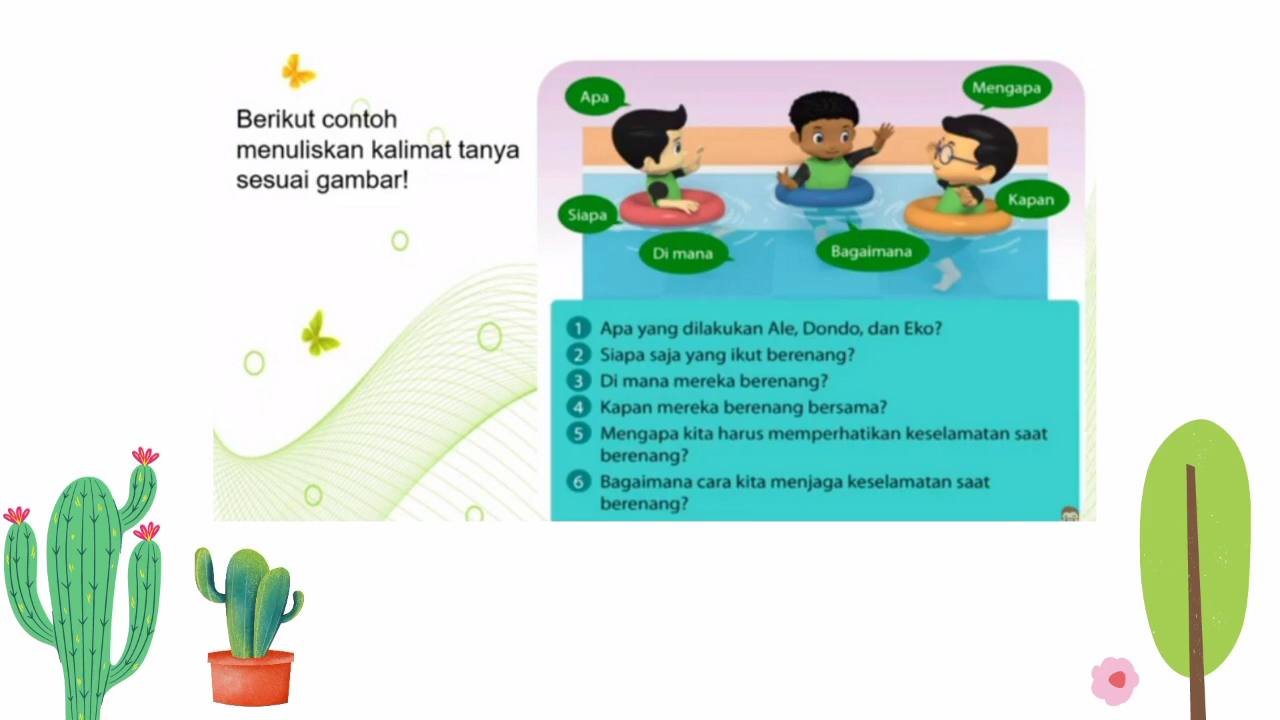 Berikut contoh
menuliskan kalimat tanya
sesuai gambar!
Apa
Mengapa
Siapa
Kapan
Di mana
Bagaimana
1 Apa yang dilakukan Ale, Dondo, dan Eko?
2 Siapa saja yang ikut berenang?
3 Di mana mereka berenang?
4 Kapan mereka berenang bersama?
5 Mengapa kita harus memperhatikan keselamatan saat
berenang?
6 Bagaimana cara kita menjaga keselamatan saat
berenang?